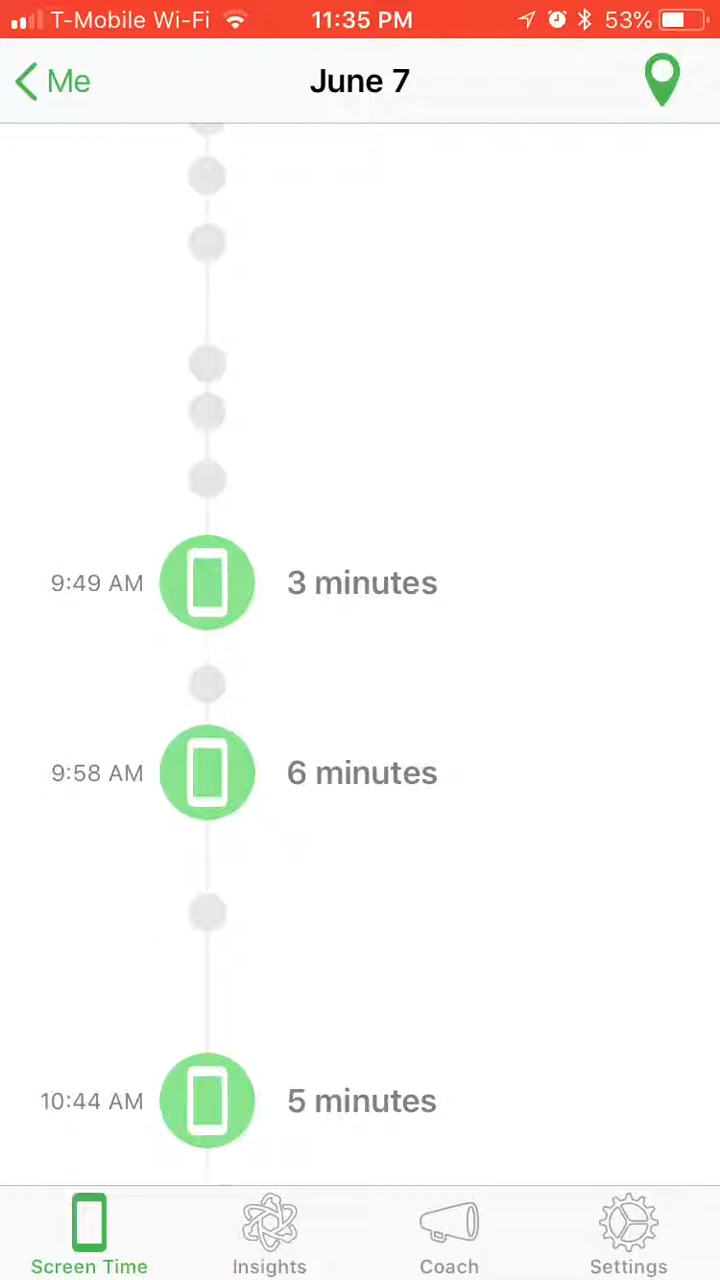 T-Mobile Wi-Fi 11:35 PM 53%
Me June 7
9:49 AM 3 minutes
9:58 AM 6 minutes
10:44 AM 5 minutes
Screen Time Insights Coach Settings